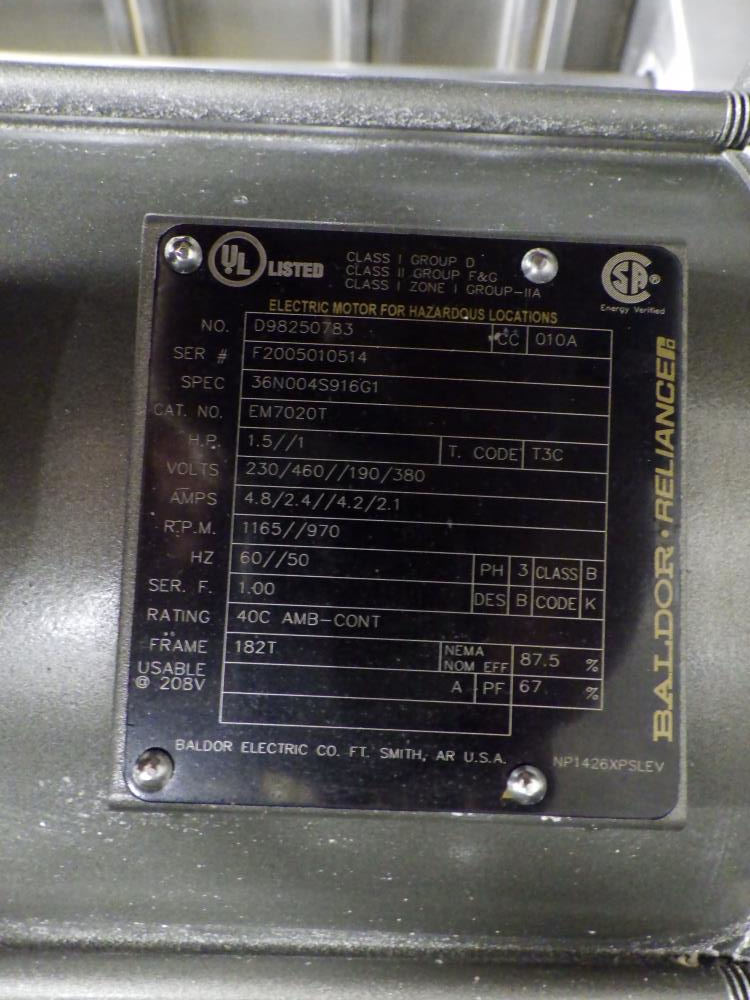 UL LISTED
CLASS I GROUP D
CLASS II GROUP F&G
CLASS I ZONE I GROUP-IIA
SA ®
Energy Verified
ELECTRIC MOTOR FOR HAZARDOUS LOCATIONS
NO. D98250783 CC 010A
SER # F2005010514
SPEC 36N004S916G1
CAT. NO. EM7020T
H.P. 1.5//1 T. CODE T3C
VOLTS 230/460//190/380
AMPS 4.8/2.4//4.2/2.1
R.P.M. 1165//970
HZ 60//50 PH 3 CLASS B
SER. F. 1.00 DES B CODE K
RATING 40C AMB-CONT
FRAME 182T NEMA NOM EFF 87.5 %
USABLE @ 208V A PF 67 %
BALDOR ELECTRIC CO. FT. SMITH, AR U.S.A.
NP1426XPSLEV
BALDOR · RELIANCER